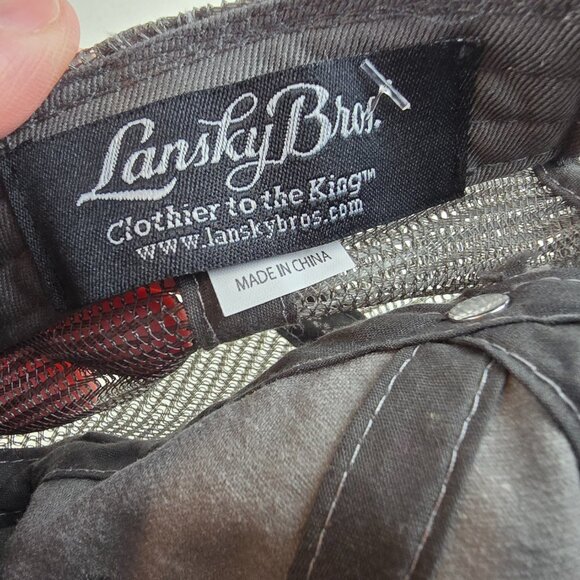 Lansky Bros.
Clothier to the King™
www.lanskybros.com
MADE IN CHINA